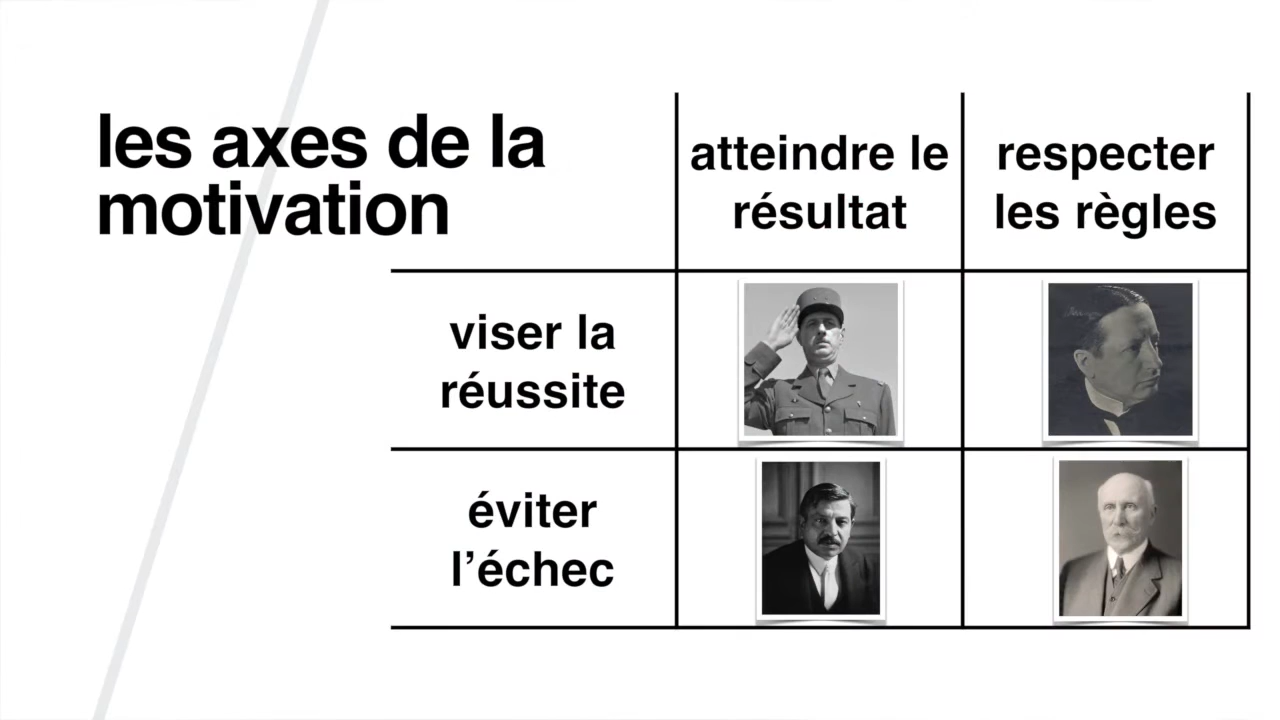 les axes de la
motivation
atteindre le
résultat
respecter
les règles
viser la
réussite
éviter
l’échec